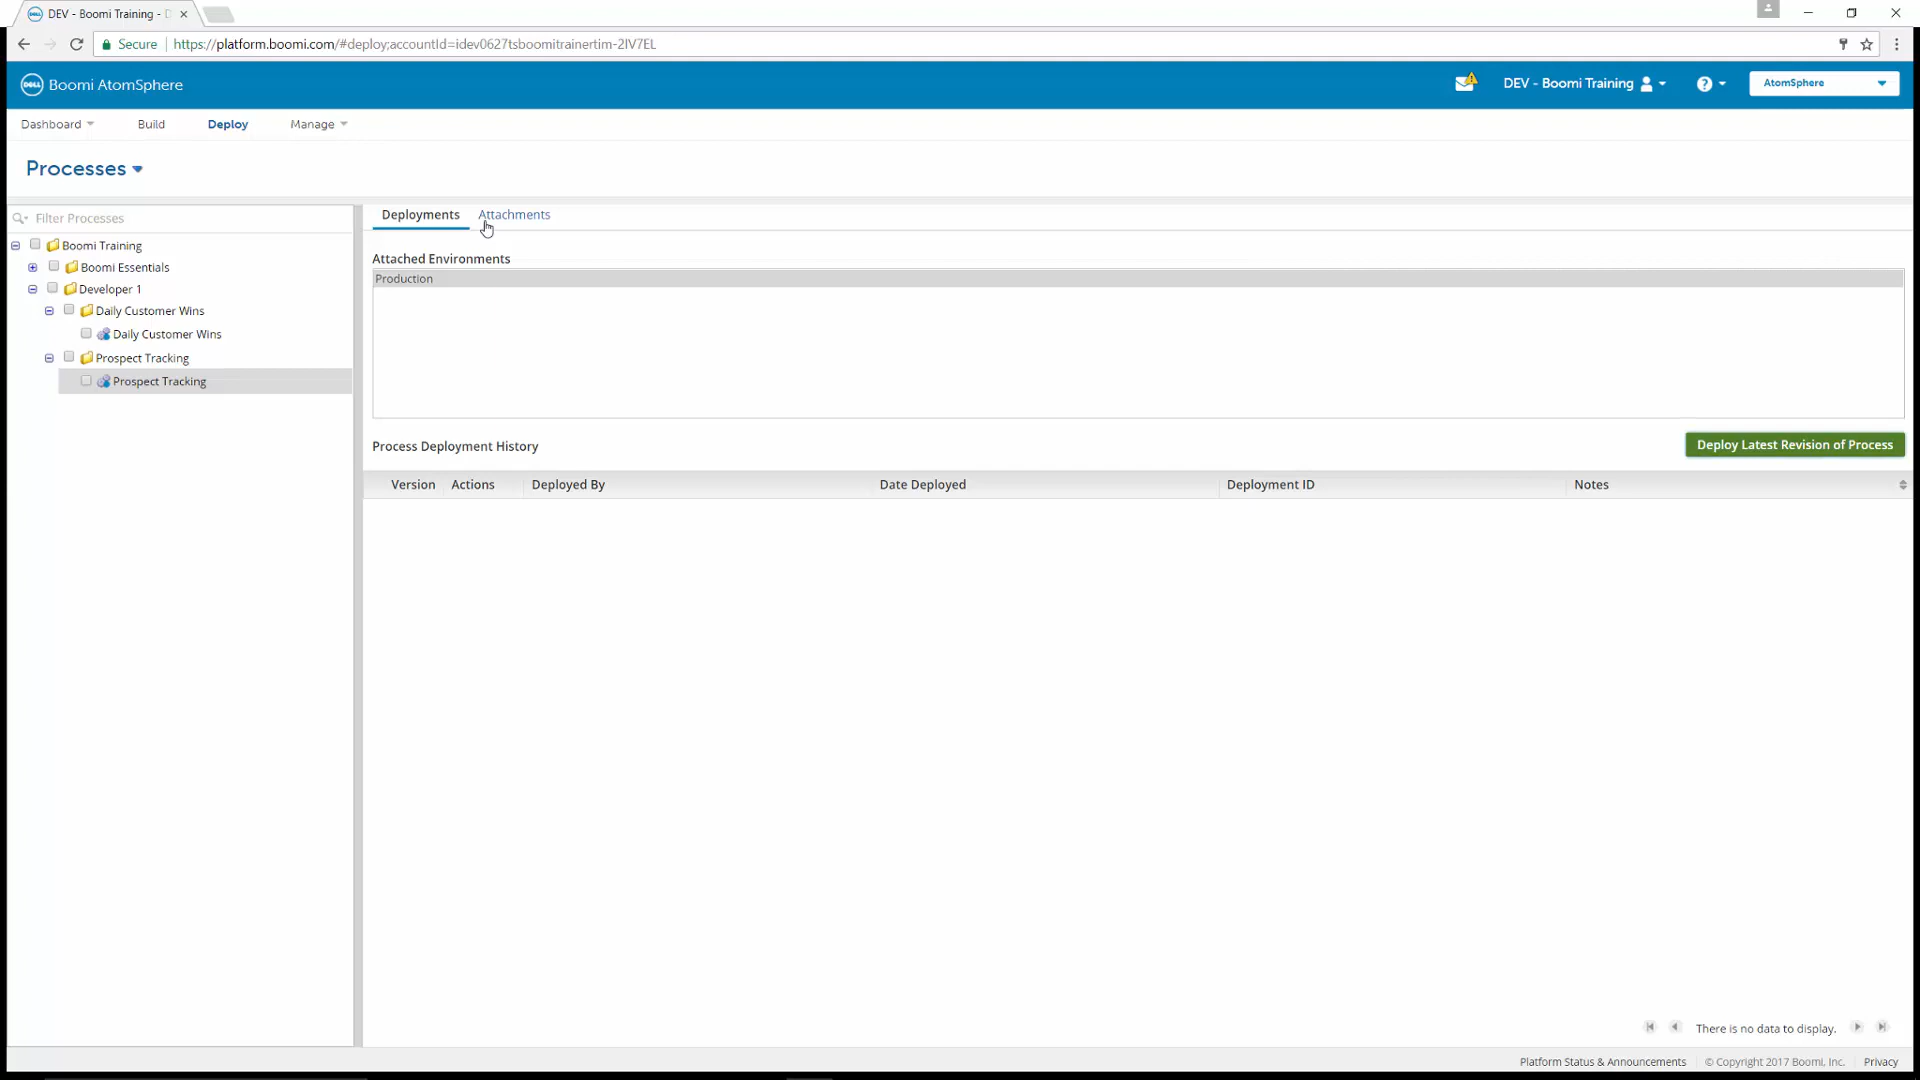 DEV - Boomi Training - D
Secure https://platform.boomi.com/#deploy;accountId=idev0627tsboomitrainertim-2IV7EL
DELL Boomi AtomSphere
DEV - Boomi Training
?
AtomSphere
Dashboard Build Deploy Manage
Processes
Filter Processes
Boomi Training
Boomi Essentials
Developer 1
Daily Customer Wins
Daily Customer Wins
Prospect Tracking
Prospect Tracking
Deployments Attachments
Attached Environments
Production
Process Deployment History
Deploy Latest Revision of Process
Version Actions Deployed By Date Deployed Deployment ID Notes
There is no data to display.
Platform Status & Announcements © Copyright 2017 Boomi, Inc. Privacy